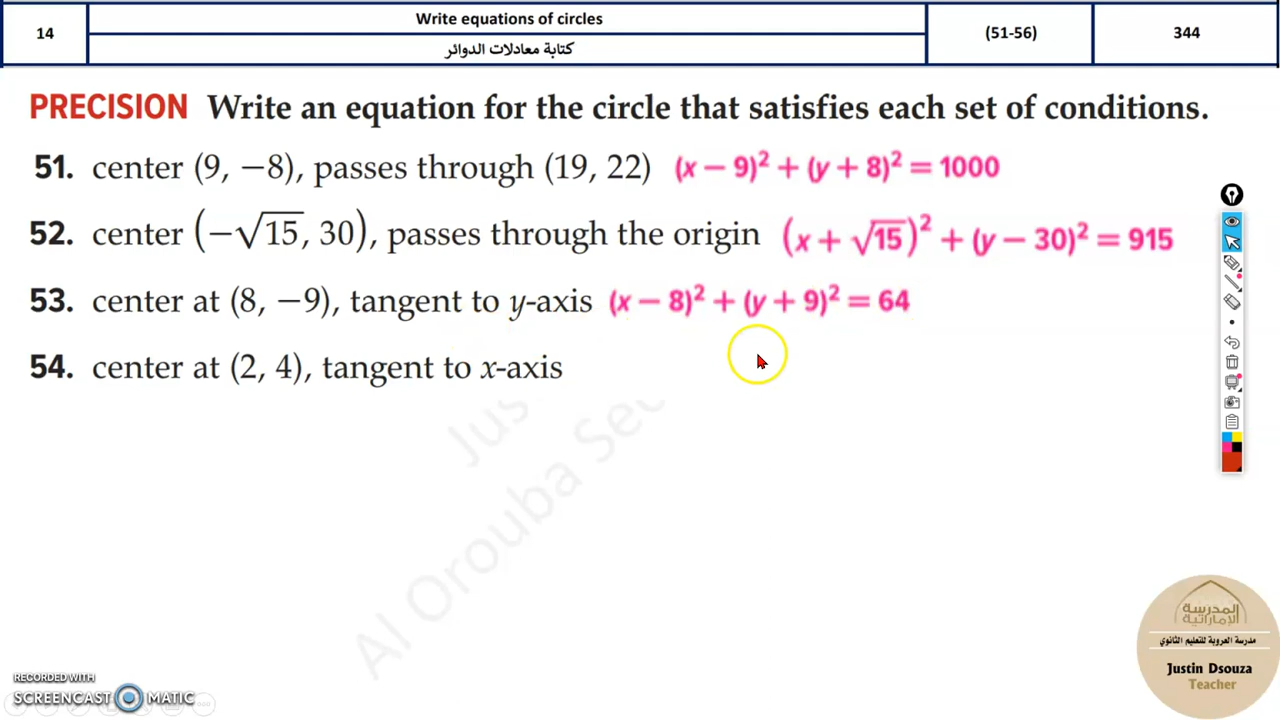 14
Write equations of circles
كتابة معادلات الدوائر
(51-56)
344
PRECISION Write an equation for the circle that satisfies each set of conditions.
51. center (9, −8), passes through (19, 22) (x − 9)² + (y + 8)² = 1000
52. center (−√15, 30), passes through the origin (x + √15)² + (y − 30)² = 915
53. center at (8, −9), tangent to y-axis (x − 8)² + (y + 9)² = 64
54. center at (2, 4), tangent to x-axis
Al Orouba
المدرسة
الإماراتية
مدرسة العروبة للتعليم الثانوي
Justin Dsouza
Teacher
RECORDED WITH
SCREENCAST MATIC